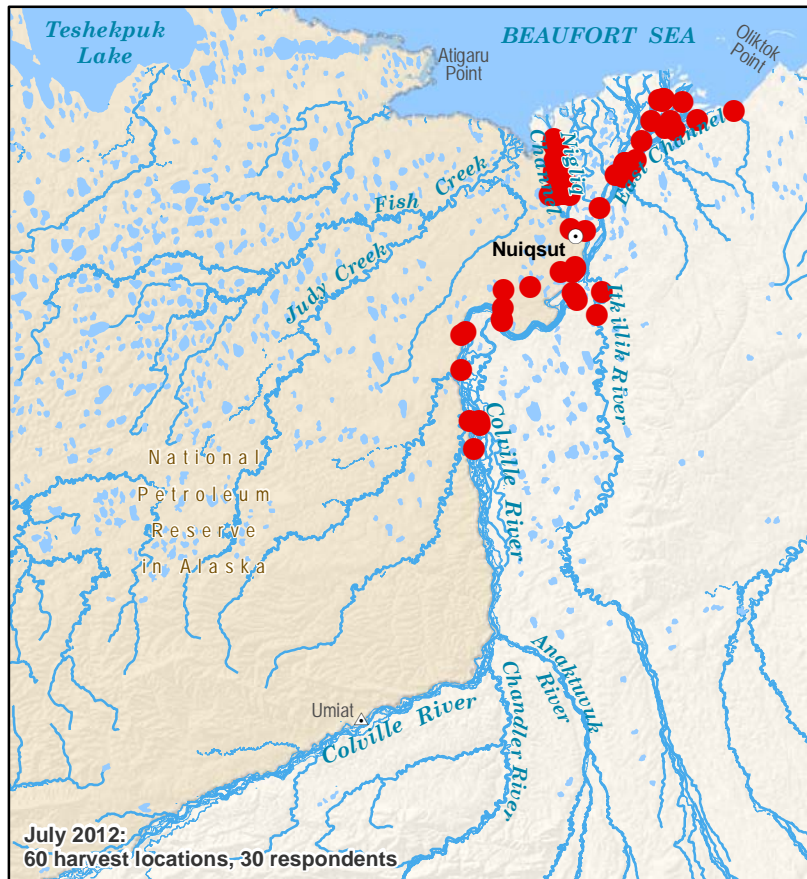 Teshekpuk
Lake
BEAUFORT SEA
Oliktok
Point
Atigaru
Point
Nigliq
Channel
East Channel
Fish Creek
Nuiqsut
Judy Creek
Itkillik River
Colville River
National
Petroleum
Reserve
in Alaska
Anaktuvuk
River
Chandler River
Umiat
Colville River
July 2012:
60 harvest locations, 30 respondents